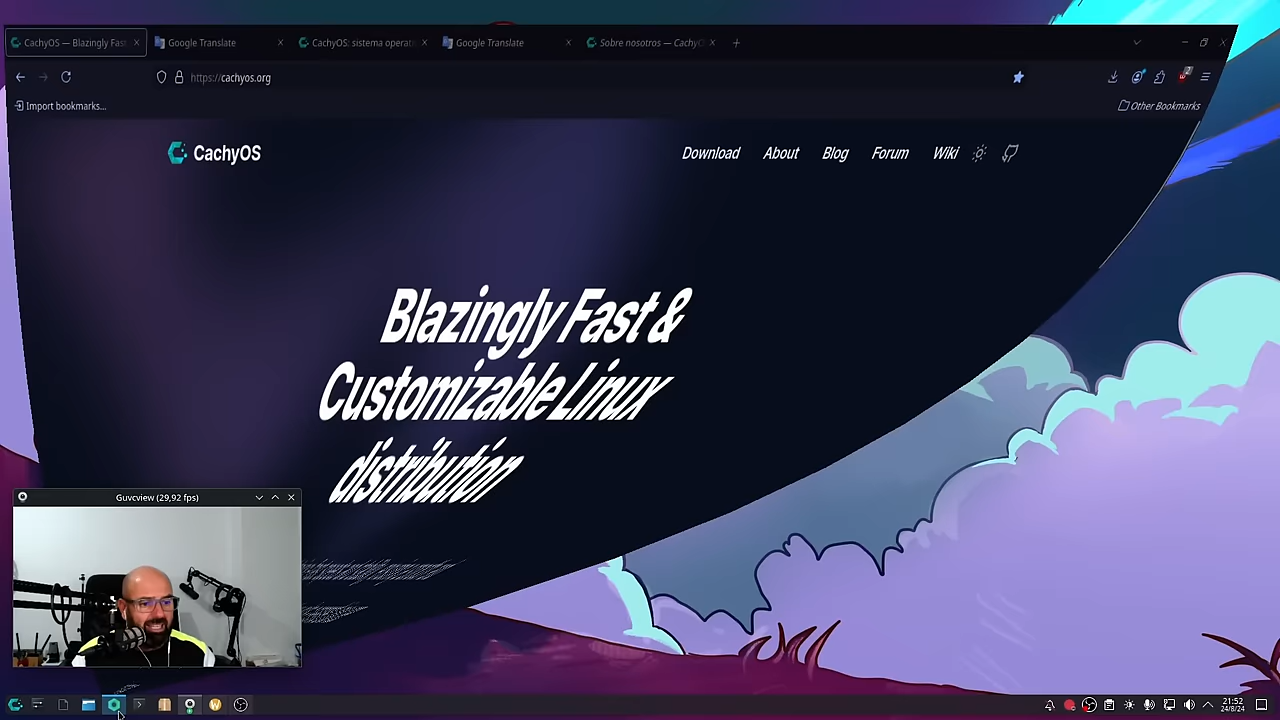 CachyOS — Blazingly Fast
Google Translate
CachyOS: sistema operat
Google Translate
Sobre nosotros — Cachy
https://cachyos.org
2
Import bookmarks...
Other Bookmarks
CachyOS
Download
About
Blog
Forum
Wiki
Blazingly Fast &
Customizable Linux
distribution
Guvcview (29,92 fps)
21:52
24/8/24